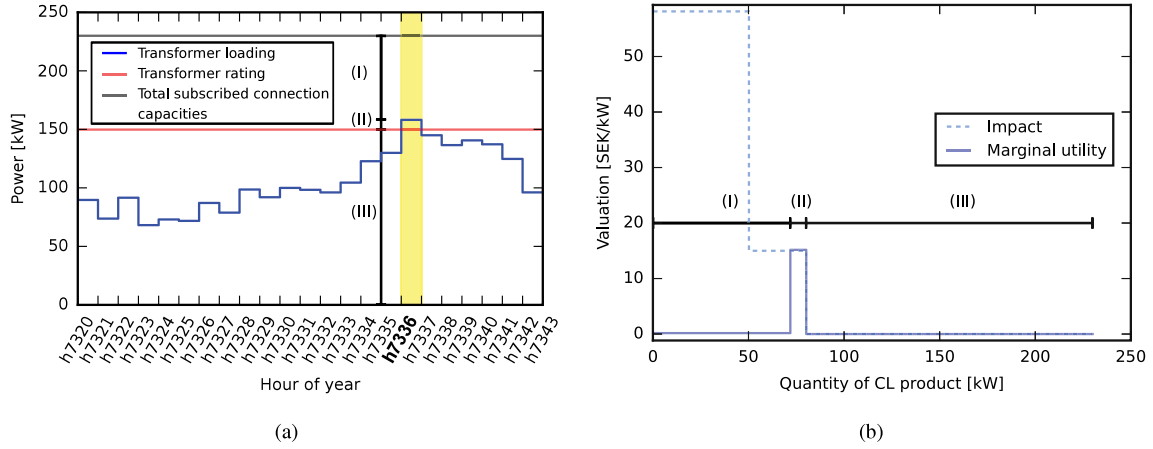 250
200
150
100
50
0
Power [kW]
Transformer loading
Transformer rating
Total subscribed connection
capacities
(I)
(II)
(III)
h7320
h7321
h7322
h7323
h7324
h7325
h7326
h7327
h7328
h7329
h7330
h7331
h7332
h7333
h7334
h7335
h7336
h7337
h7338
h7339
h7340
h7341
h7342
h7343
Hour of year
(a)
50
40
30
20
10
0
Valuation [SEK/kW]
Impact
Marginal utility
(I) (II) (III)
0 50 100 150 200 250
Quantity of CL product [kW]
(b)